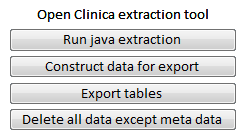 Open Clinica extraction tool
Run java extraction
Construct data for export
Export tables
Delete all data except meta data